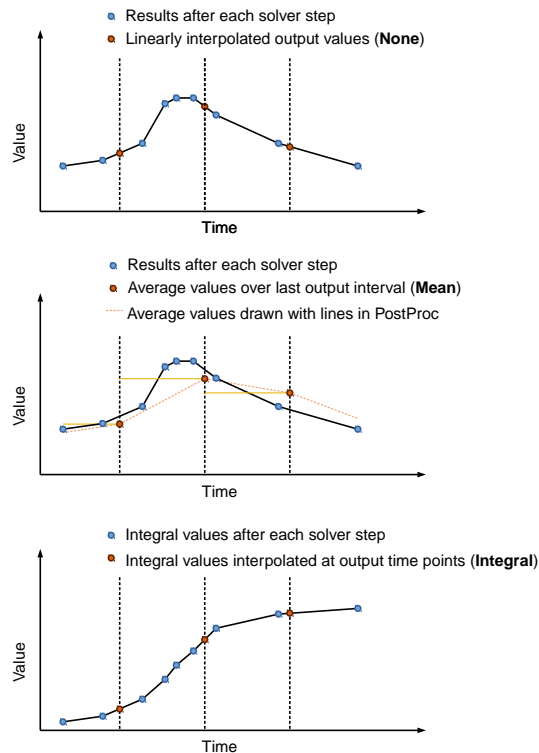 Results after each solver step
Linearly interpolated output values (None)
Value
Time
Results after each solver step
Average values over last output interval (Mean)
Average values drawn with lines in PostProc
Value
Time
Integral values after each solver step
Integral values interpolated at output time points (Integral)
Value
Time